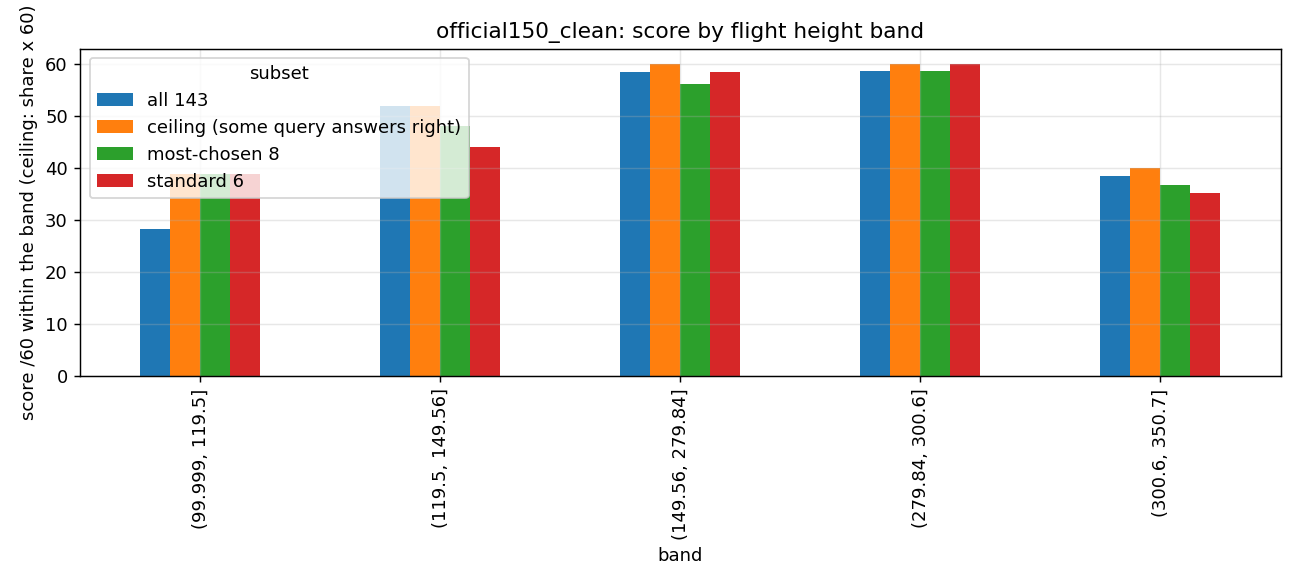 official150_clean: score by flight height band
score /60 within the band (ceiling: share x 60)
60
50
40
30
20
10
0
subset
all 143
ceiling (some query answers right)
most-chosen 8
standard 6
(99.999, 119.5]
(119.5, 149.56]
(149.56, 279.84]
(279.84, 300.6]
(300.6, 350.7]
band